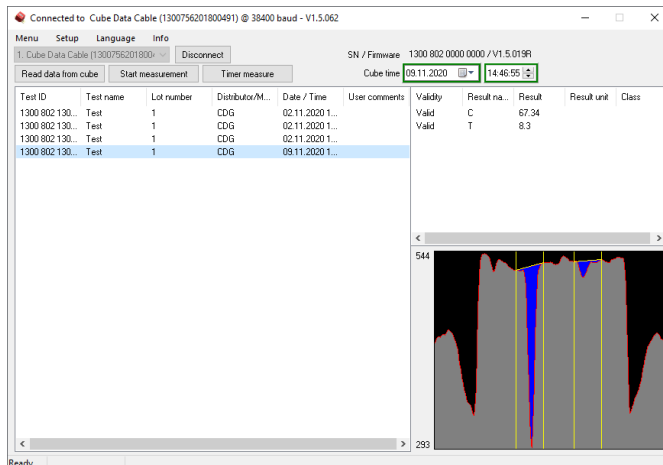 Connected to Cube Data Cable (1300756201800491) @ 38400 baud - V1.5.062
Menu Setup Language Info
1. Cube Data Cable (1300756201800 Disconnect SN / Firmware 1300 802 0000 0000 / V1.5.019R
Read data from cube Start measurement Timer measure Cube time 09.11.2020 14:46:55
Test ID Test name Lot number Distributor/M... Date / Time User comments Validity Result na... Result Result unit Class
1300 802 130... Test 1 CDG 02.11.2020 1... Valid C 67.34
1300 802 130... Test 1 CDG 02.11.2020 1... Valid T 8.3
1300 802 130... Test 1 CDG 02.11.2020 1...
1300 802 130... Test 1 CDG 09.11.2020 1...
544
293
Ready